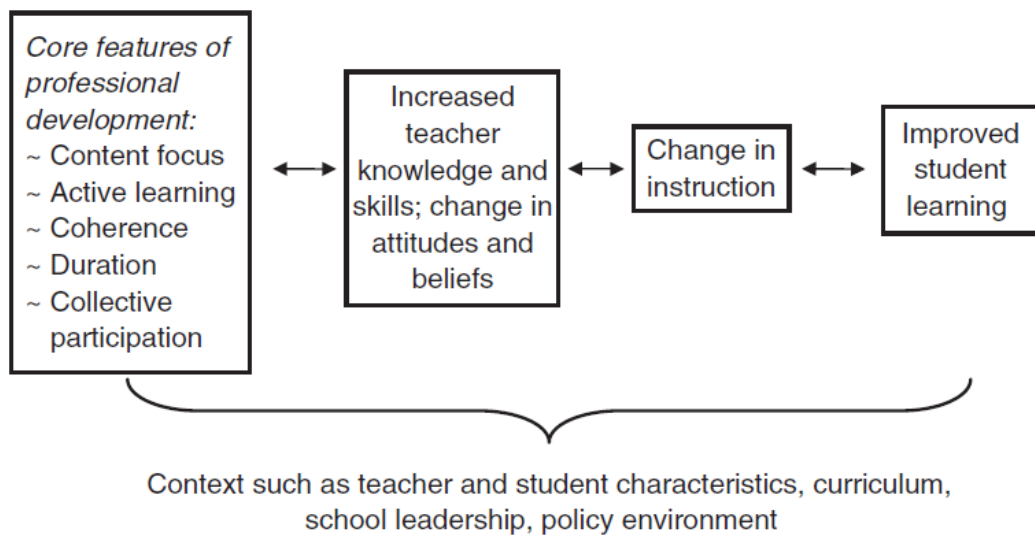 Core features of
professional
development:
~ Content focus
~ Active learning
~ Coherence
~ Duration
~ Collective
participation
Increased
teacher
knowledge and
skills; change in
attitudes and
beliefs
Change in
instruction
Improved
student
learning
Context such as teacher and student characteristics, curriculum,
school leadership, policy environment